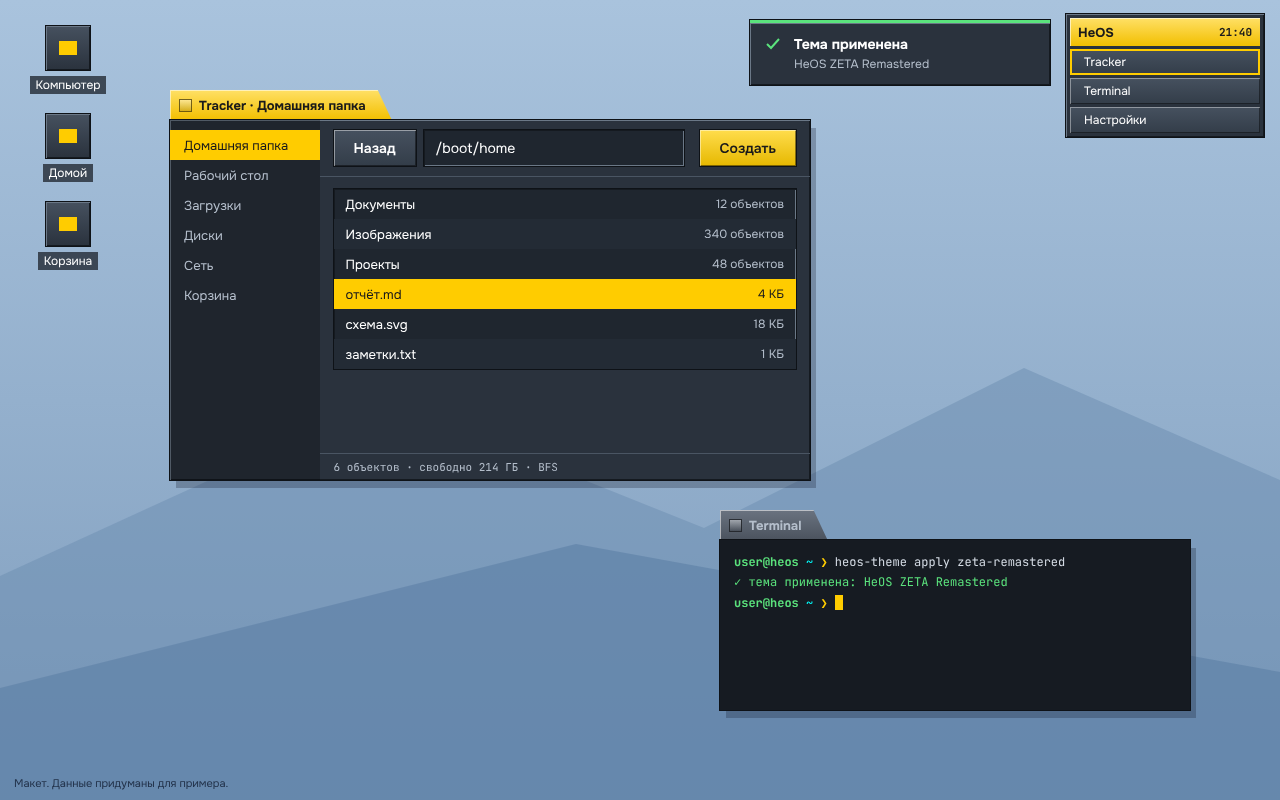 Компьютер
Домой
Корзина
Tracker · Домашняя папка
Домашняя папка
Рабочий стол
Загрузки
Диски
Сеть
Корзина
Назад
/boot/home
Создать
Документы 12 объектов
Изображения 340 объектов
Проекты 48 объектов
отчёт.md 4 КБ
схема.svg 18 КБ
заметки.txt 1 КБ
6 объектов · свободно 214 ГБ · BFS
Тема применена
HeOS ZETA Remastered
HeOS 21:40
Tracker
Terminal
Настройки
Terminal
user@heos ~ ❯ heos-theme apply zeta-remastered
✓ тема применена: HeOS ZETA Remastered
user@heos ~ ❯
Макет. Данные придуманы для примера.